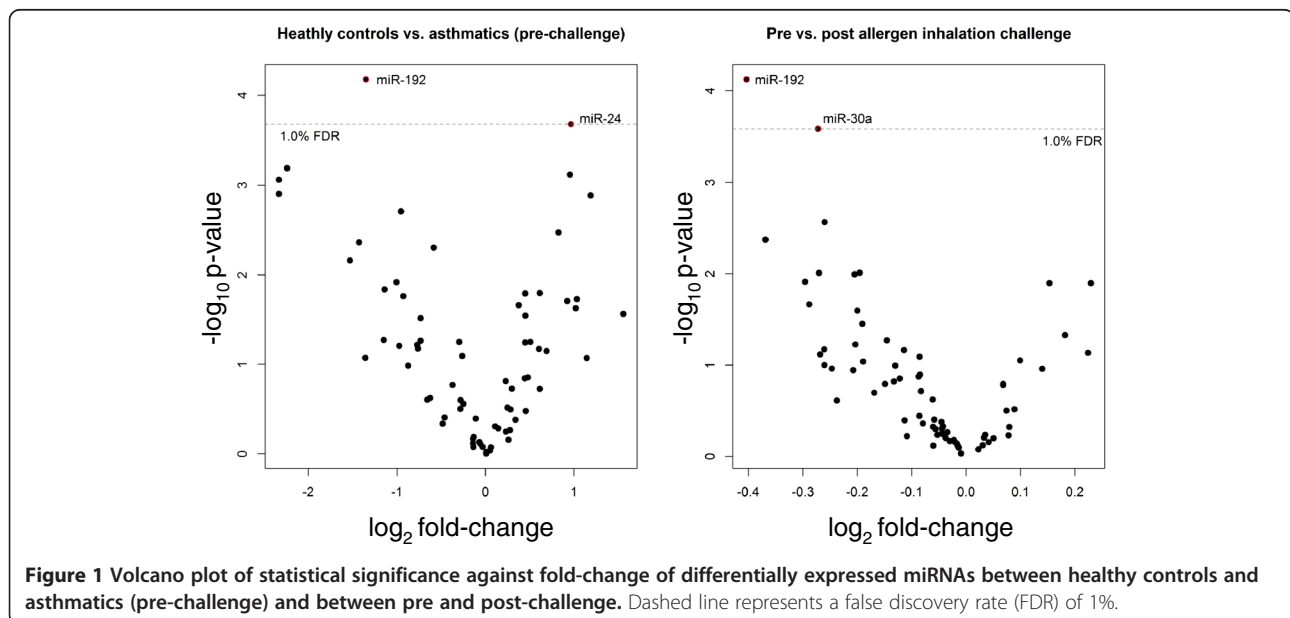 Heathly controls vs. asthmatics (pre-challenge)
-log10 p-value
4
3
2
1
0
miR-192
miR-24
1.0% FDR
-2
-1
0
1
log2 fold-change
Pre vs. post allergen inhalation challenge
-log10 p-value
4
3
2
1
0
miR-192
miR-30a
1.0% FDR
-0.4
-0.3
-0.2
-0.1
0.0
0.1
0.2
log2 fold-change
Figure 1 Volcano plot of statistical significance against fold-change of differentially expressed miRNAs between healthy controls and
asthmatics (pre-challenge) and between pre and post-challenge. Dashed line represents a false discovery rate (FDR) of 1%.